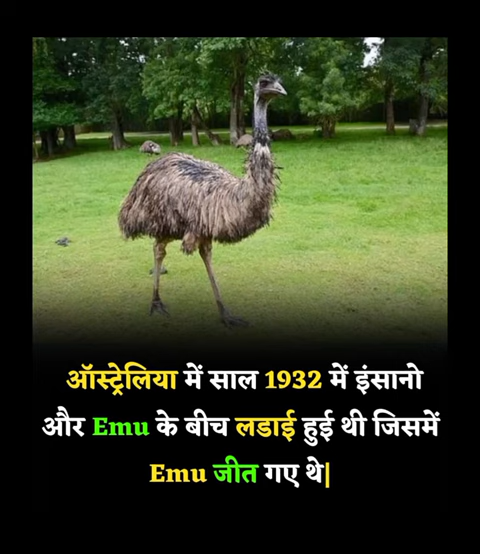 ऑस्ट्रेलिया में साल 1932 में इंसानो
और Emu के बीच लडाई हुई थी जिसमें
Emu जीत गए थे|